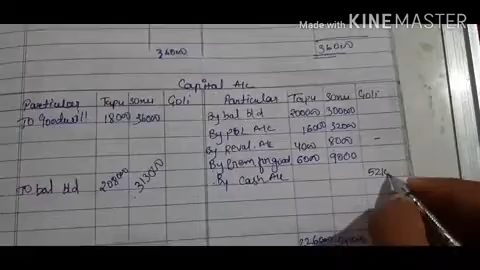 Made with KINEMASTER
36000 36000
Capital A/c
Particular Tapu Sonu Goli Particular Tapu Sonu Goli
To Goodwill 18000 36000 By bal b/d 200000 300000
By P&L A/c 16000 32000
By Reval. A/c 4000 8000 -
By Prem for good 6000 9000
To bal b/d 208000 313000 By Cash A/c